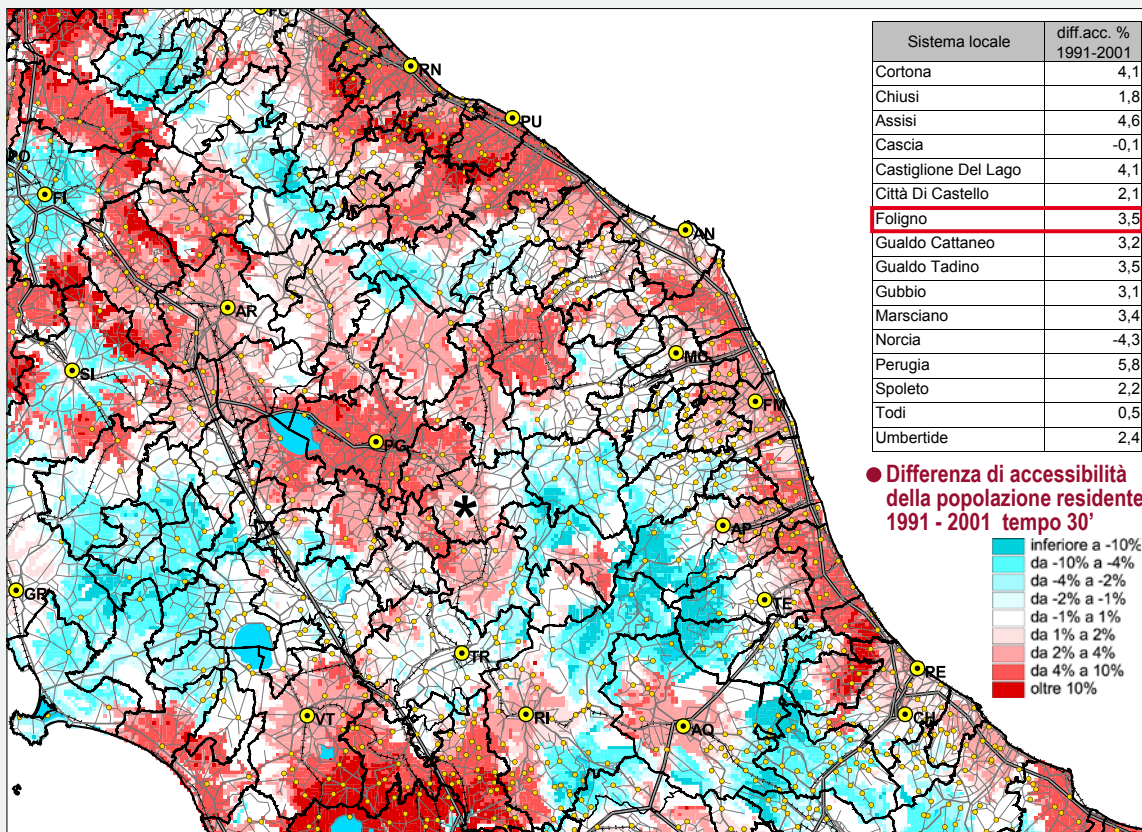 FC
RN
PU
PO
FI
AN
AR
MC
SI
FM
PG
*
AP
GR
TE
TR
PE
VT
RI
CH
AQ
Sistema locale
diff.acc. %
1991-2001
Cortona 4,1
Chiusi 1,8
Assisi 4,6
Cascia -0,1
Castiglione Del Lago 4,1
Città Di Castello 2,1
Foligno 3,5
Gualdo Cattaneo 3,2
Gualdo Tadino 3,5
Gubbio 3,1
Marsciano 3,4
Norcia -4,3
Perugia 5,8
Spoleto 2,2
Todi 0,5
Umbertide 2,4
● Differenza di accessibilità
della popolazione residente
1991 - 2001 tempo 30'
inferiore a -10%
da -10% a -4%
da -4% a -2%
da -2% a -1%
da -1% a 1%
da 1% a 2%
da 2% a 4%
da 4% a 10%
oltre 10%